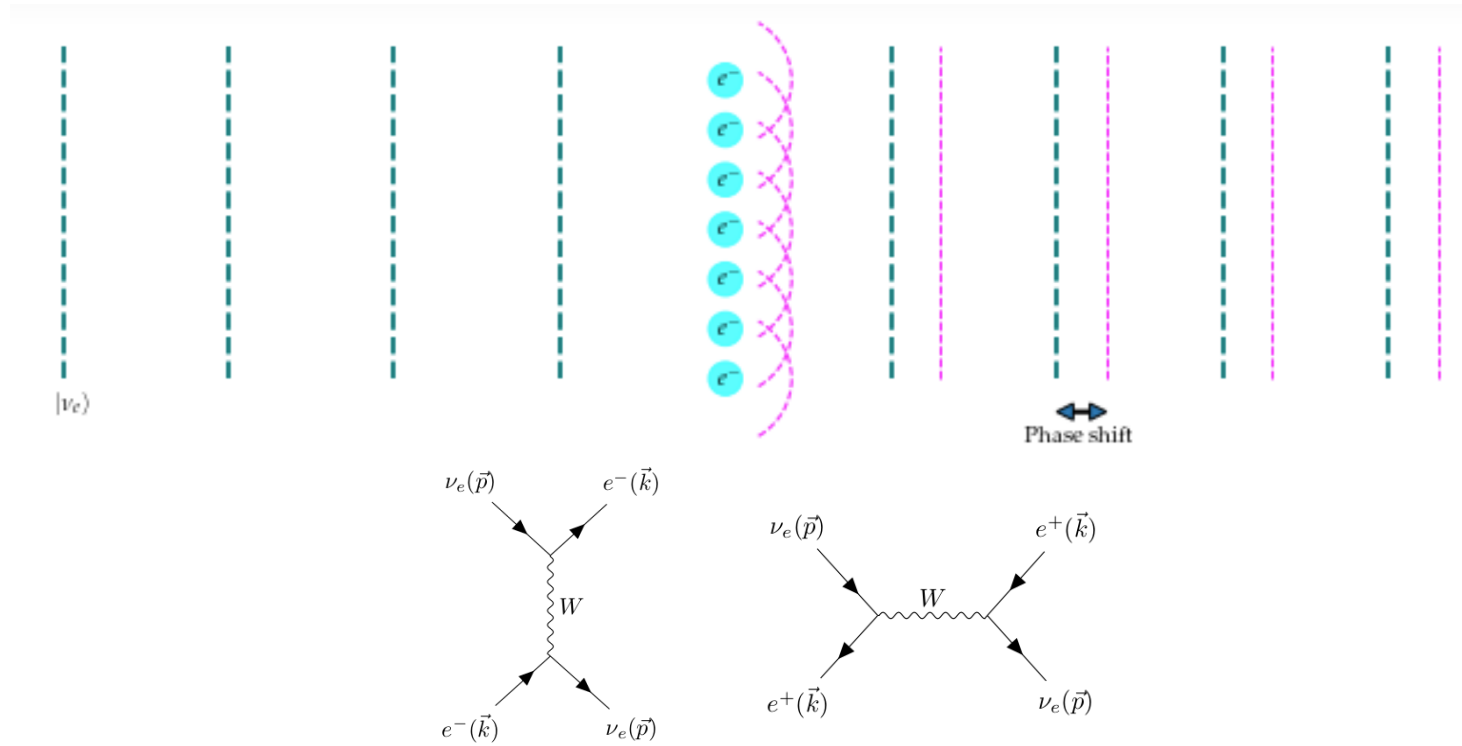 e⁻
e⁻
e⁻
e⁻
e⁻
e⁻
e⁻
|νₑ⟩
Phase shift
νₑ(p⃗) e⁻(k⃗)
W
e⁻(k⃗) νₑ(p⃗)
νₑ(p⃗) e⁺(k⃗)
W
e⁺(k⃗) νₑ(p⃗)